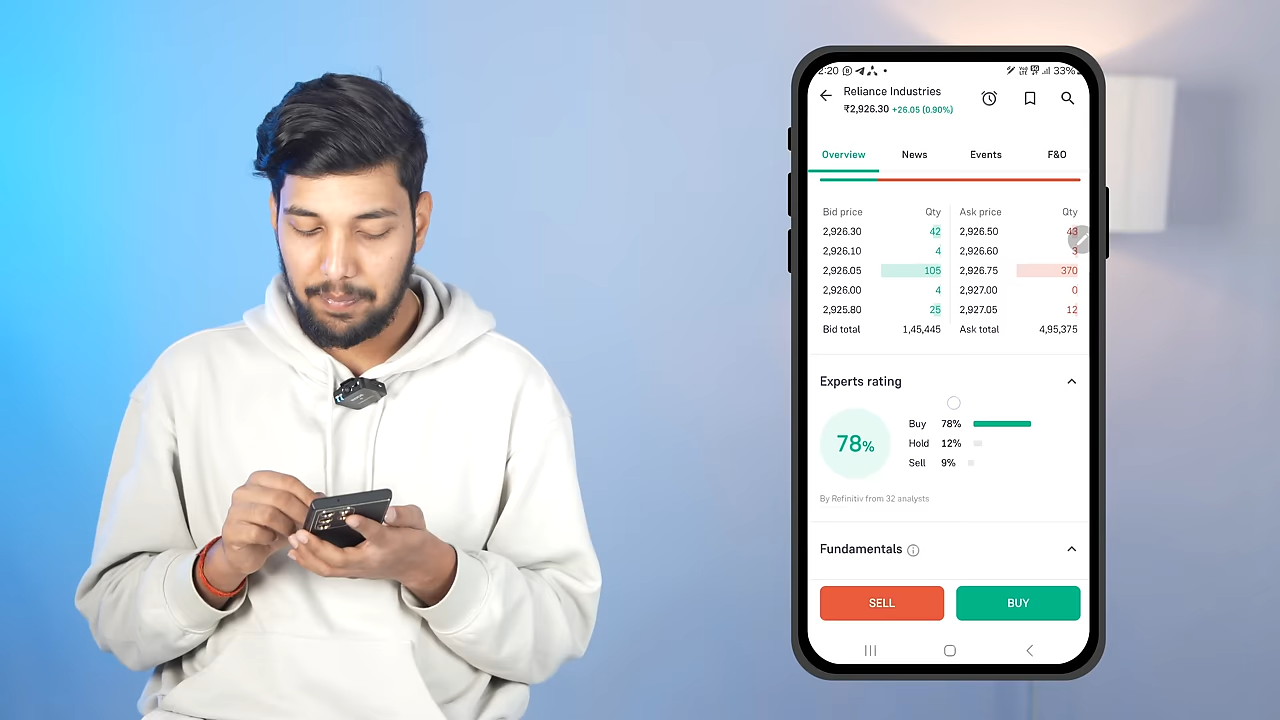 2:20 33%
Reliance Industries
₹2,926.30 +26.05 (0.90%)
Overview News Events F&O
Bid price Qty Ask price Qty
2,926.30 42 2,926.50 43
2,926.10 4 2,926.60 3
2,926.05 105 2,926.75 370
2,926.00 4 2,927.00 0
2,925.80 25 2,927.05 12
Bid total 1,45,445 Ask total 4,95,375
Experts rating
78%
Buy 78%
Hold 12%
Sell 9%
By Refinitiv from 32 analysts
Fundamentals
SELL BUY